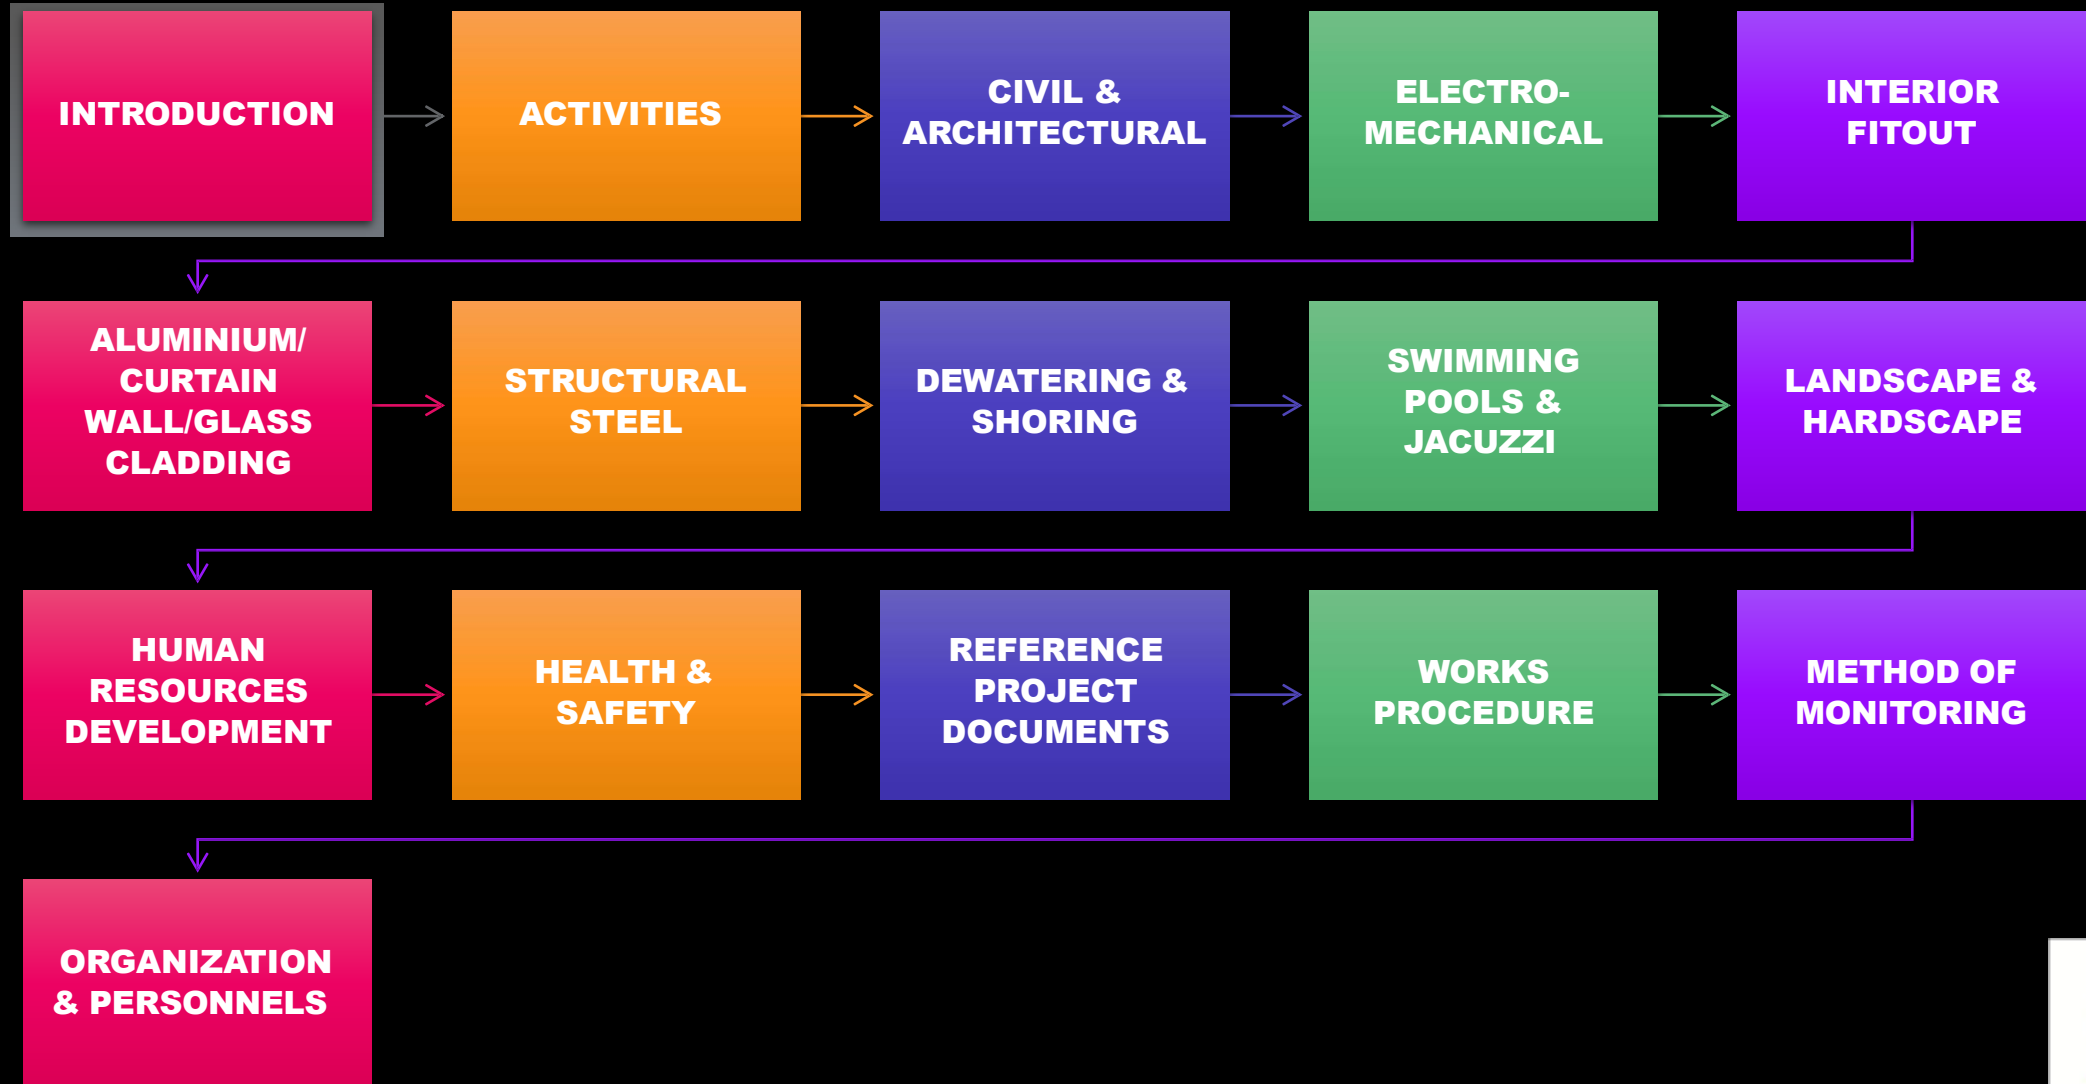 INTRODUCTION
ACTIVITIES
CIVIL &
ARCHITECTURAL
ELECTRO-
MECHANICAL
INTERIOR
FITOUT
ALUMINIUM/
CURTAIN
WALL/GLASS
CLADDING
STRUCTURAL
STEEL
DEWATERING &
SHORING
SWIMMING
POOLS &
JACUZZI
LANDSCAPE &
HARDSCAPE
HUMAN
RESOURCES
DEVELOPMENT
HEALTH &
SAFETY
REFERENCE
PROJECT
DOCUMENTS
WORKS
PROCEDURE
METHOD OF
MONITORING
ORGANIZATION
& PERSONNELS